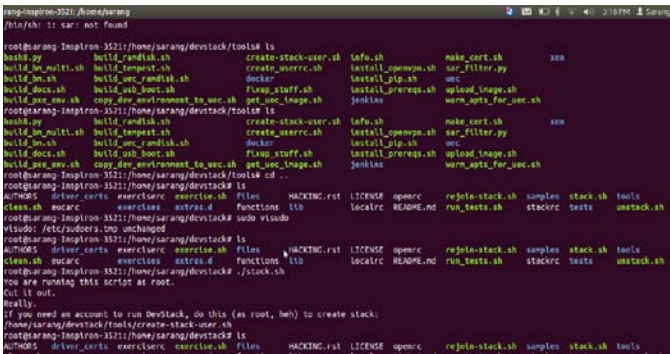 rang-Inspiron-3521: /home/sarang 3:16PM Sarang
/bin/sh: 1: sar: not found
root@sarang-Inspiron-3521:/home/sarang/devstack/tools# ls
bash8.py build_ramdisk.sh create-stack-user.sh info.sh make_cert.sh xen
build_bm_multi.sh build_tempest.sh create_userrc.sh install_openvpn.sh sar_filter.py
build_bm.sh build_uec_ramdisk.sh docker install_pip.sh uec
build_docs.sh build_usb_boot.sh fixup_stuff.sh install_prereqs.sh upload_image.sh
build_pxe_env.sh copy_dev_environment_to_uec.sh get_uec_image.sh jenkins warm_apts_for_uec.sh
root@sarang-Inspiron-3521:/home/sarang/devstack/tools# ls
bash8.py build_ramdisk.sh create-stack-user.sh info.sh make_cert.sh xen
build_bm_multi.sh build_tempest.sh create_userrc.sh install_openvpn.sh sar_filter.py
build_bm.sh build_uec_ramdisk.sh docker install_pip.sh uec
build_docs.sh build_usb_boot.sh fixup_stuff.sh install_prereqs.sh upload_image.sh
build_pxe_env.sh copy_dev_environment_to_uec.sh get_uec_image.sh jenkins warm_apts_for_uec.sh
root@sarang-Inspiron-3521:/home/sarang/devstack/tools# cd ..
root@sarang-Inspiron-3521:/home/sarang/devstack# ls
AUTHORS driver_certs exerciserc exercise.sh files HACKING.rst LICENSE openrc rejoin-stack.sh samples stack.sh tools
clean.sh eucarc exercises extras.d functions lib localrc README.md run_tests.sh stackrc tests unstack.sh
root@sarang-Inspiron-3521:/home/sarang/devstack# sudo visudo
visudo: /etc/sudoers.tmp unchanged
root@sarang-Inspiron-3521:/home/sarang/devstack# ls
AUTHORS driver_certs exerciserc exercise.sh files HACKING.rst LICENSE openrc rejoin-stack.sh samples stack.sh tools
clean.sh eucarc exercises extras.d functions lib localrc README.md run_tests.sh stackrc tests unstack.sh
root@sarang-Inspiron-3521:/home/sarang/devstack# ./stack.sh
You are running this script as root.
Cut it out.
Really.
If you need an account to run DevStack, do this (as root, heh) to create stack:
/home/sarang/devstack/tools/create-stack-user.sh
root@sarang-Inspiron-3521:/home/sarang/devstack# ls
AUTHORS driver_certs exerciserc exercise.sh files HACKING.rst LICENSE openrc rejoin-stack.sh samples stack.sh tools